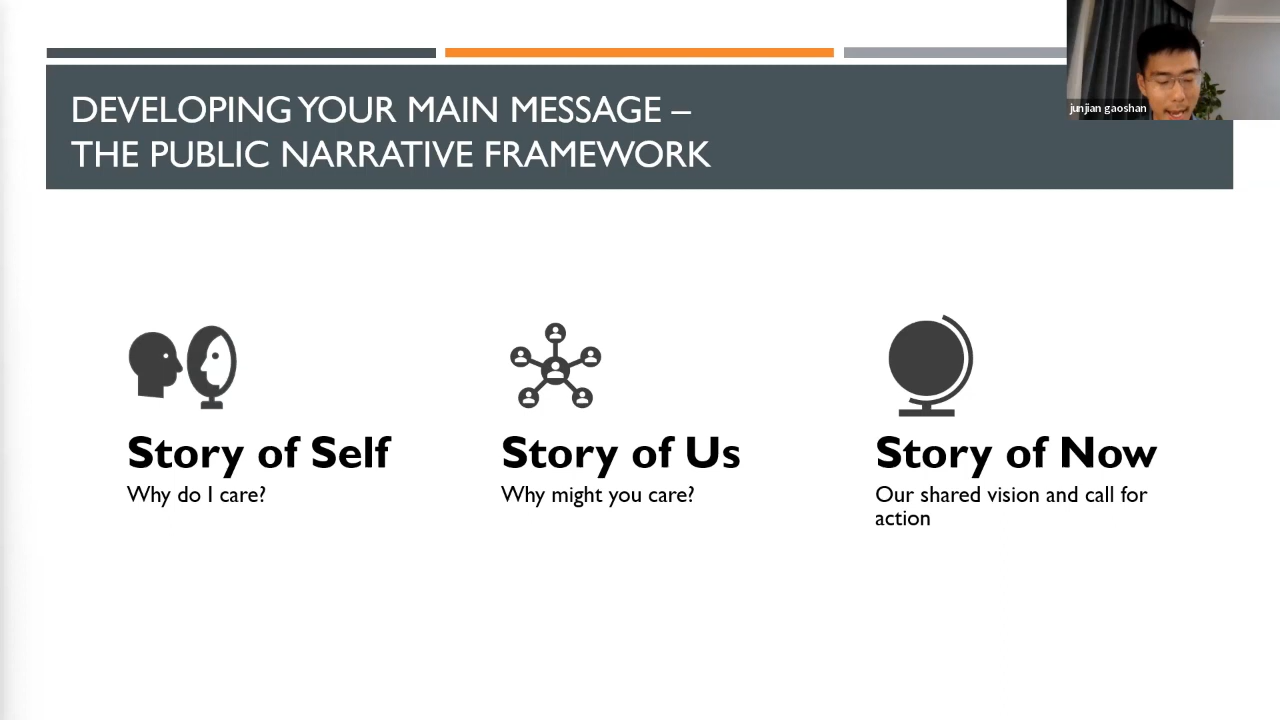 DEVELOPING YOUR MAIN MESSAGE –
THE PUBLIC NARRATIVE FRAMEWORK
junjian gaoshan
Story of Self
Why do I care?
Story of Us
Why might you care?
Story of Now
Our shared vision and call for
action